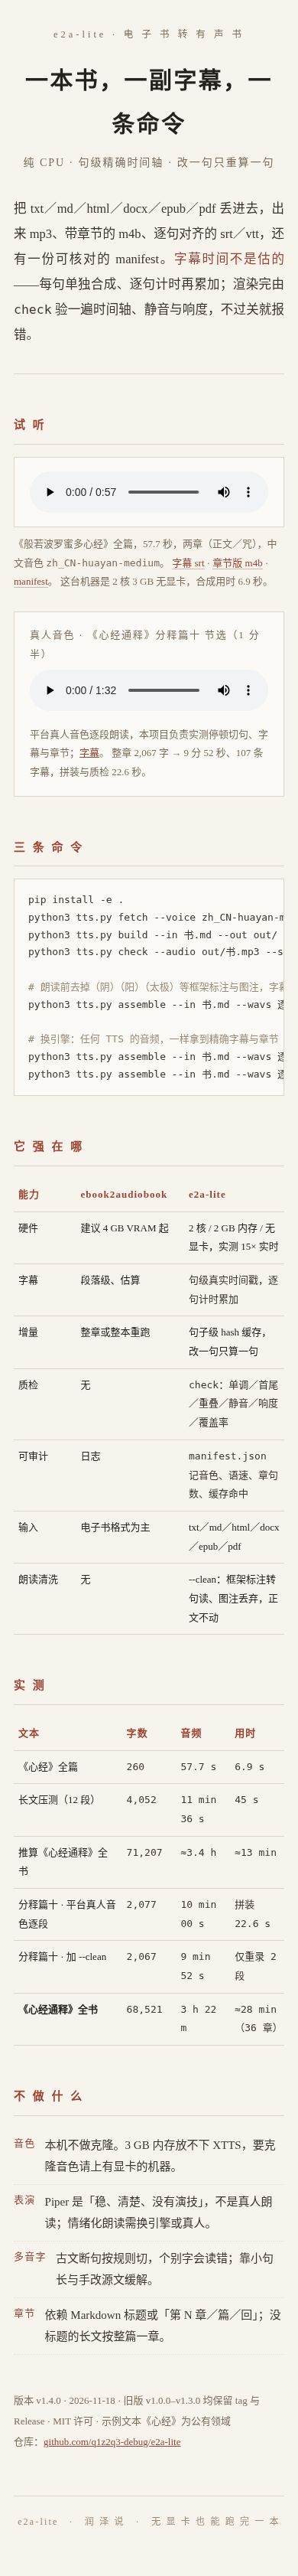 e2a-lite · 电子书转有声书
一本书，一副字幕，一
条命令
纯 CPU · 句级精确时间轴 · 改一句只重算一句
把 txt／md／html／docx／epub／pdf 丢进去，出
来 mp3、带章节的 m4b、逐句对齐的 srt／vtt，还
有一份可核对的 manifest。字幕时间不是估的
——每句单独合成、逐句计时再累加；渲染完由
check 验一遍时间轴、静音与响度，不过关就报
错。
试听
0:00 / 0:57
《般若波罗蜜多心经》全篇，57.7 秒，两章（正文／咒），中
文音色 zh_CN-huayan-medium。 字幕 srt · 章节版 m4b ·
manifest。 这台机器是 2 核 3 GB 无显卡，合成用时 6.9 秒。
真人音色 · 《心经通释》分释篇十 节选（1 分
半）
0:00 / 1:32
平台真人音色逐段朗读，本项目负责实测停顿切句、字
幕与章节；字幕。 整章 2,067 字 → 9 分 52 秒、107 条
字幕，拼装与质检 22.6 秒。
三条命令
pip install -e .
python3 tts.py fetch --voice zh_CN-huayan-m
python3 tts.py build --in 书.md --out out/
python3 tts.py check --audio out/书.mp3 --s
# 朗读前去掉（阴）（阳）（太极）等框架标注与图注，字幕
python3 tts.py assemble --in 书.md --wavs 逐
# 换引擎：任何 TTS 的音频，一样拿到精确字幕与章节
python3 tts.py assemble --in 书.md --wavs 逐
python3 tts.py assemble --in 书.md --wavs 逐
它强在哪
能力 ebook2audiobook e2a-lite
硬件 建议 4 GB VRAM 起 2 核 / 2 GB 内存 / 无
显卡，实测 15× 实时
字幕 段落级、估算 句级真实时间戳，逐
句计时累加
增量 整章或整本重跑 句子级 hash 缓存，
改一句只算一句
质检 无 check：单调／首尾
／重叠／静音／响度
／覆盖率
可审计 日志 manifest.json
记音色、语速、章句
数、缓存命中
输入 电子书格式为主 txt／md／html／docx
／epub／pdf
朗读清洗 无 --clean：框架标注转
句读、图注丢弃，正
文不动
实测
文本 字数 音频 用时
《心经》全篇 260 57.7 s 6.9 s
长文压测（12 段） 4,052 11 min 45 s
36 s
推算《心经通释》全 71,207 ≈3.4 h ≈13 min
书
分释篇十 · 平台真人音 2,077 10 min 拼装
色逐段 00 s 22.6 s
分释篇十 · 加 --clean 2,067 9 min 仅重录 2
52 s 段
《心经通释》全书 68,521 3 h 22 ≈28 min
m （36 章）
不做什么
音色 本机不做克隆。3 GB 内存放不下 XTTS，要克
隆音色请上有显卡的机器。
表演 Piper 是「稳、清楚、没有演技」，不是真人朗
读；情绪化朗读需换引擎或真人。
多音字 古文断句按规则切，个别字会读错；靠小句
长与手改源文缓解。
章节 依赖 Markdown 标题或「第 N 章／篇／回」；没
标题的长文按整篇一章。
版本 v1.4.0 · 2026-11-18 · 旧版 v1.0.0–v1.3.0 均保留 tag 与
Release · MIT 许可 · 示例文本《心经》为公有领域
仓库：github.com/q1z2q3-debug/e2a-lite
e2a-lite · 润泽说 · 无显卡也能跑完一本